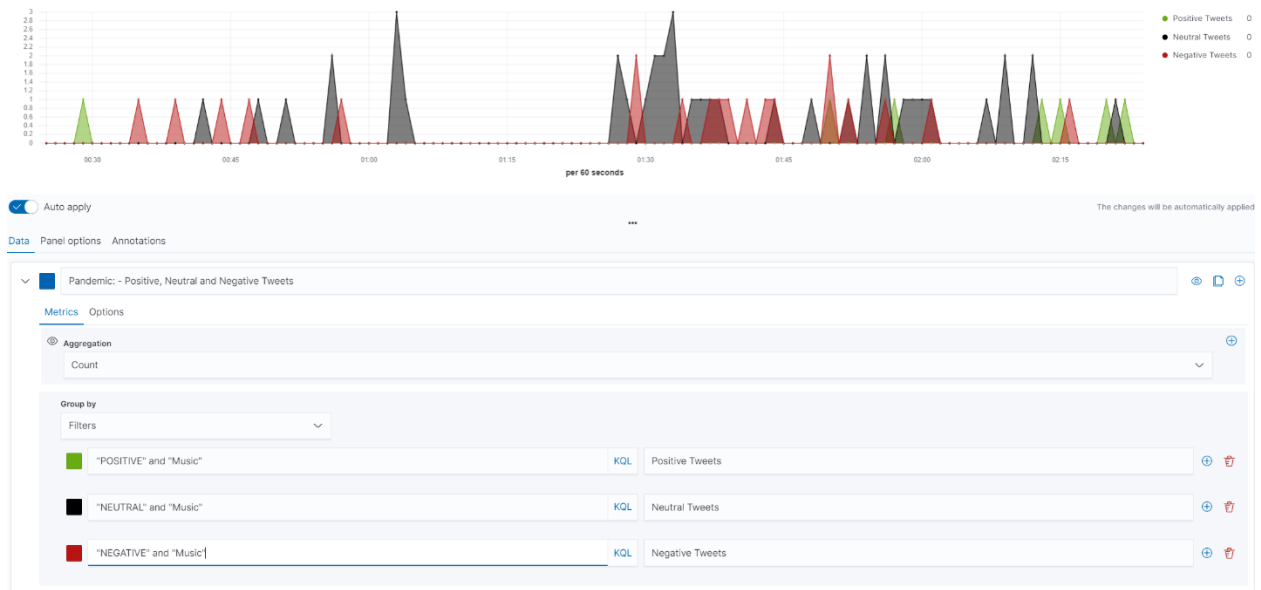 3
2.8
2.6
2.4
2.2
2
1.8
1.6
1.4
1.2
1
0.8
0.6
0.4
0.2
0
00:30 00:45 01:00 01:15 01:30 01:45 02:00 02:15
per 60 seconds
Positive Tweets 0
Neutral Tweets 0
Negative Tweets 0
Auto apply
The changes will be automatically applied
Data Panel options Annotations
Pandemic: - Positive, Neutral and Negative Tweets
Metrics Options
Aggregation
Count
Group by
Filters
"POSITIVE" and "Music" KQL Positive Tweets
"NEUTRAL" and "Music" KQL Neutral Tweets
"NEGATIVE" and "Music" KQL Negative Tweets